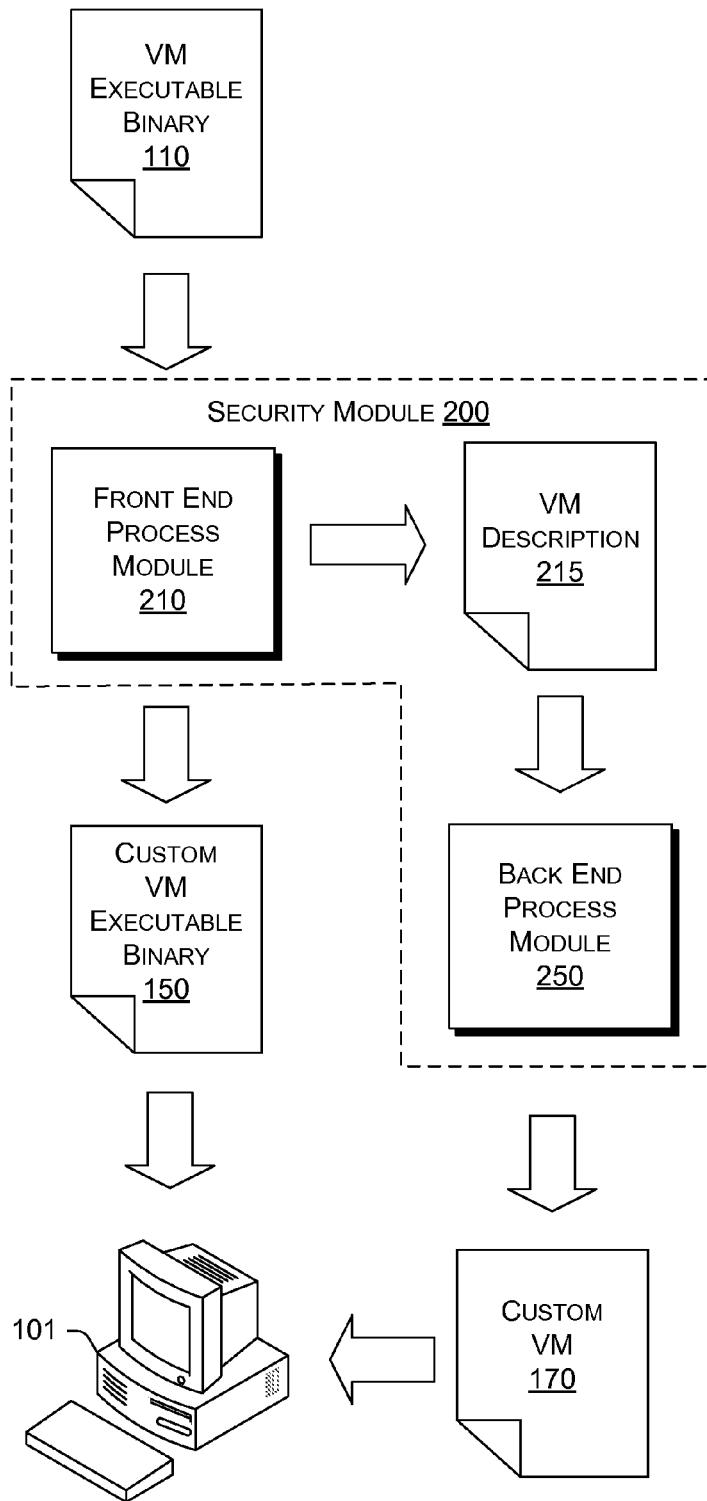 VM
EXECUTABLE
BINARY
110
SECURITY MODULE 200
FRONT END
PROCESS
MODULE
210
VM
DESCRIPTION
215
CUSTOM
VM
EXECUTABLE
BINARY
150
BACK END
PROCESS
MODULE
250
101
CUSTOM
VM
170